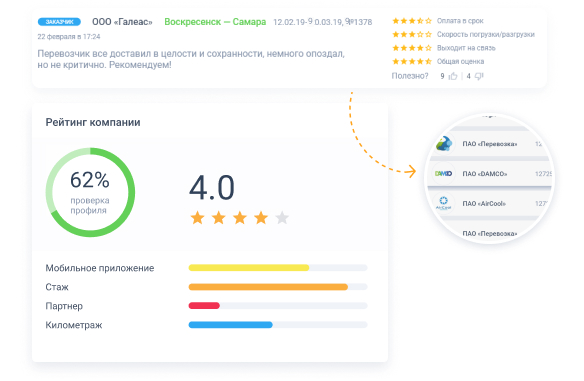 ЗАКАЗЧИК ООО «Галеас» Воскресенск — Самара 12.02.19-9 0.03.19, 9₽1378
22 февраля в 17:24
Перевозчик все доставил в целости и сохранности, немного опоздал,
но не критично. Рекомендуем!
Оплата в срок
Скорость погрузки/разгрузки
Выходит на связь
Общая оценка
Полезно? 9 | 4
Рейтинг компании
62%
проверка
профиля
4.0
Мобильное приложение
Стаж
Партнер
Километраж
ПАО «Перевозка»
DAMCO ПАО «DAMCO» 12725
AirCool ПАО «AirCool»
ПАО «Перевозка»